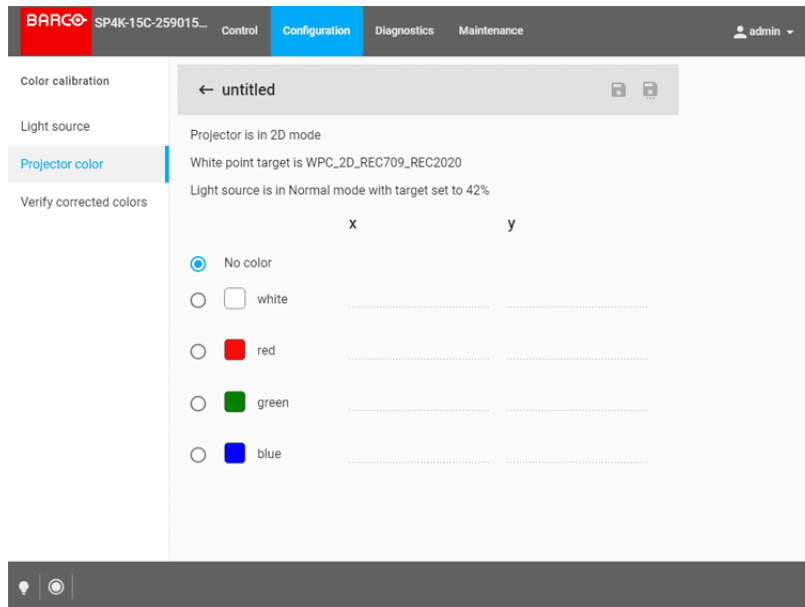 BARCO SP4K-15C-259015... Control Configuration Diagnostics Maintenance admin
Color calibration
Light source
Projector color
Verify corrected colors
← untitled
Projector is in 2D mode
White point target is WPC_2D_REC709_REC2020
Light source is in Normal mode with target set to 42%
x y
No color
white
red
green
blue